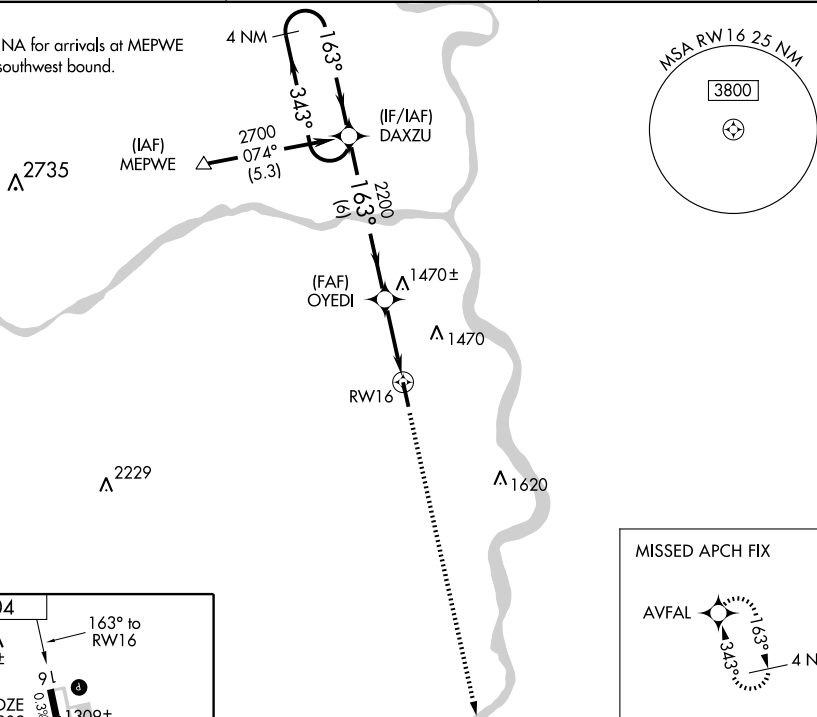 NA for arrivals at MEPWE
southwest bound.
4 NM
163°
343°
(IF/IAF)
DAXZU
(IAF)
MEPWE
2700
074°
(5.3)
2735
2200
163°
(6)
MSA RW16 25 NM
3800
(FAF)
OYEDI
1470±
1470
RW16
2229
1620
MISSED APCH FIX
AVFAL
163°
343°
4 N
04
163° to
RW16
16
P
0.3%
1309±